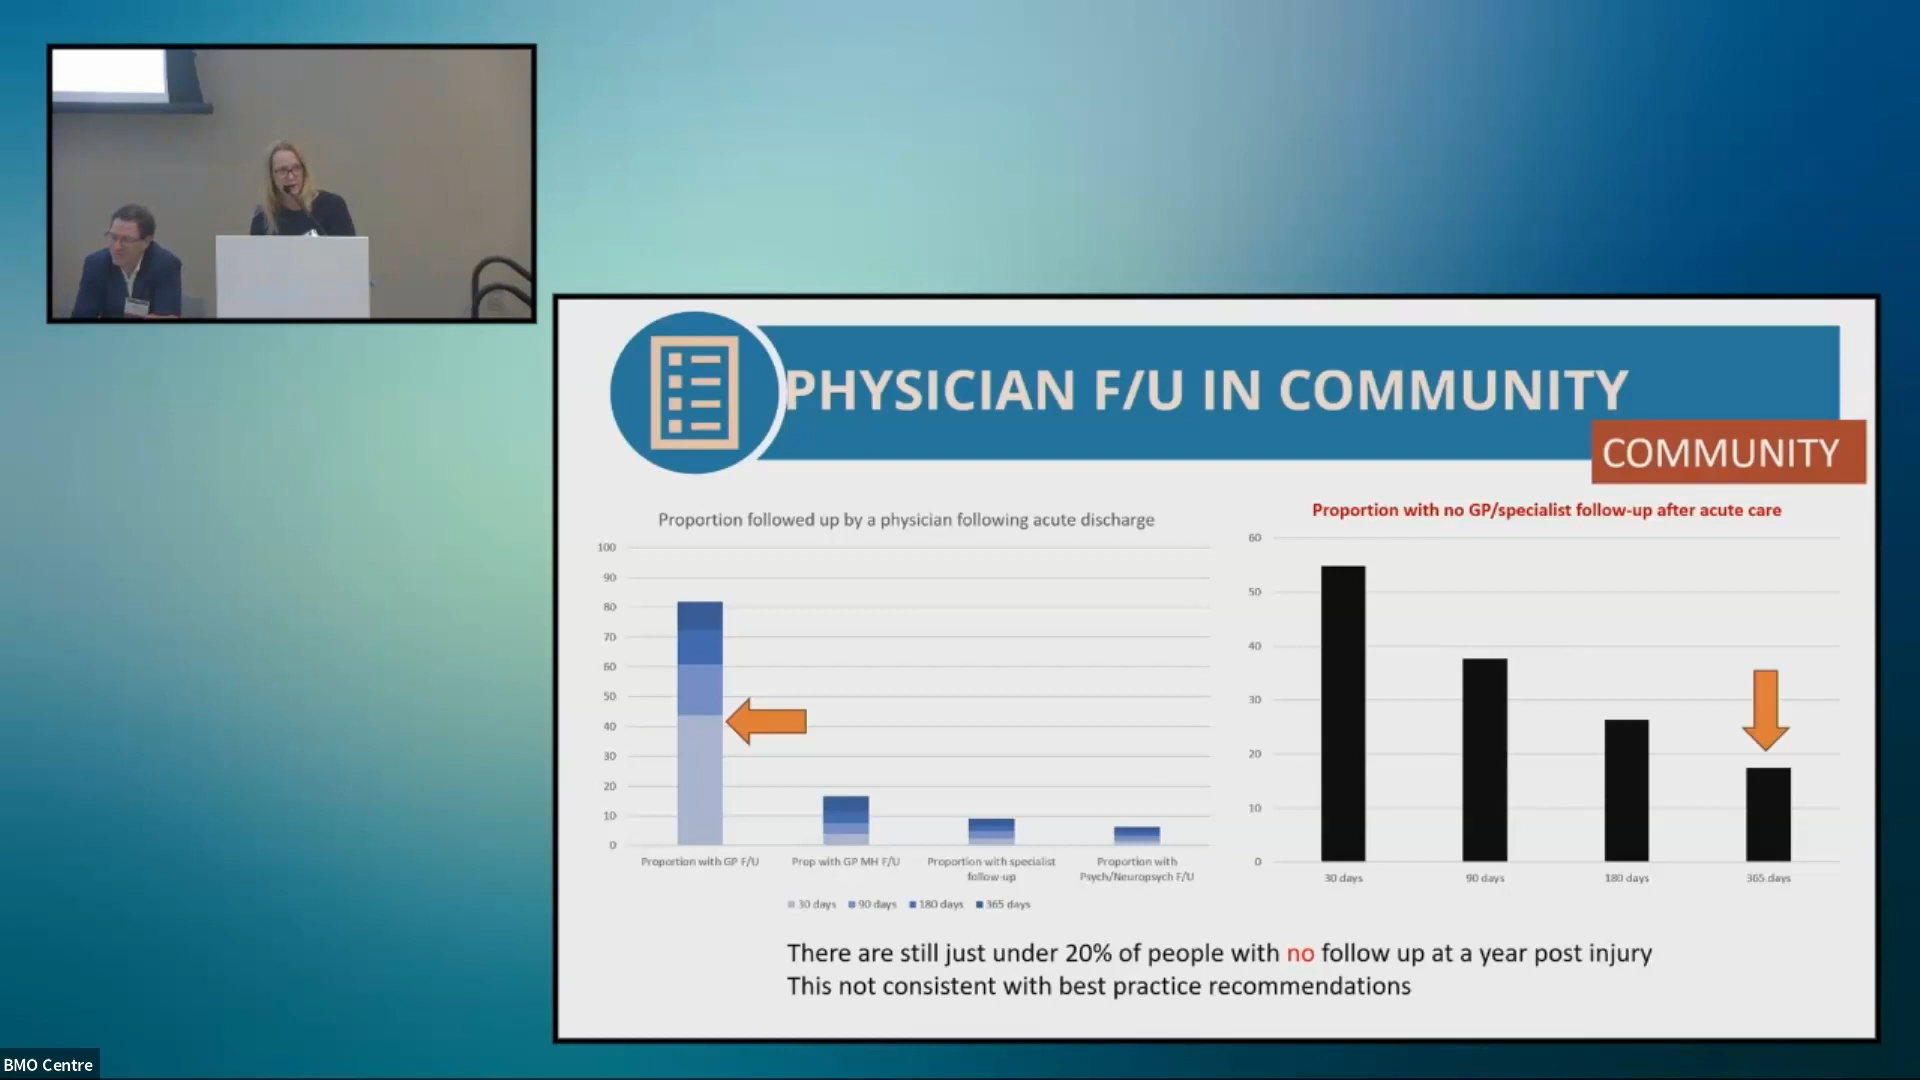 PHYSICIAN F/U IN COMMUNITY
COMMUNITY
Proportion followed up by a physician following acute discharge
100
90
80
70
60
50
40
30
20
10
0
Proportion with GP F/U
Prop with GP MH F/U
Proportion with specialist
follow-up
Proportion with
Psych/Neuropsych F/U
30 days 90 days 180 days 365 days
Proportion with no GP/specialist follow-up after acute care
60
50
40
30
20
10
0
30 days 90 days 180 days 365 days
There are still just under 20% of people with no follow up at a year post injury
This not consistent with best practice recommendations
BMO Centre